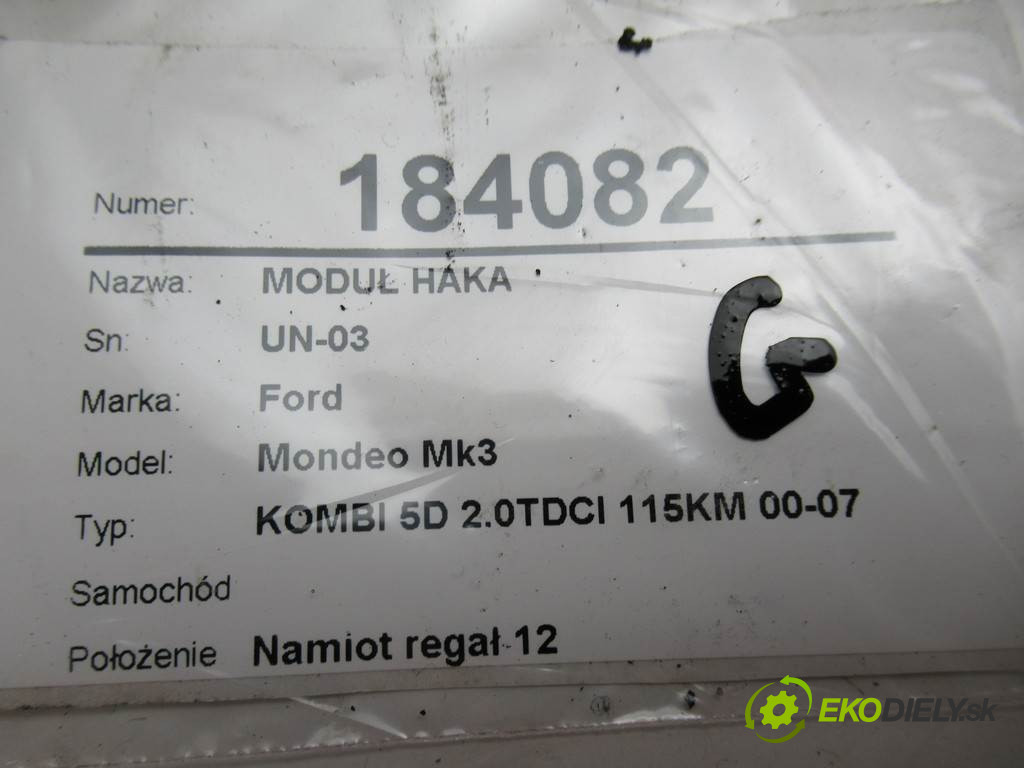 Numer: 184082
Nazwa: MODUŁ HAKA
Sn: UN-03
Marka: Ford
Model: Mondeo Mk3
Typ: KOMBI 5D 2.0TDCI 115KM 00-07
Samochód
Położenie Namiot regał 12
G
EKODIELY.sk